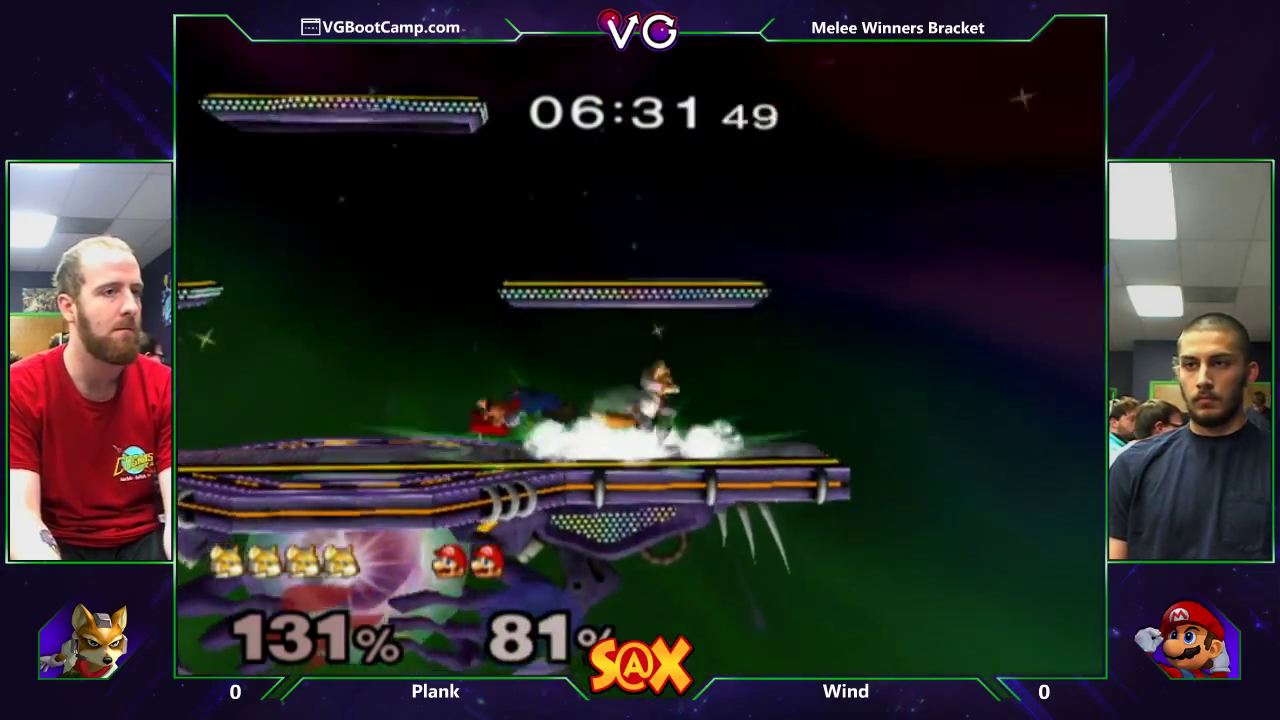 VGBootCamp.com
VG
Melee Winners Bracket
06:31 49
131%
81%
S@X
0
Plank
Wind
0